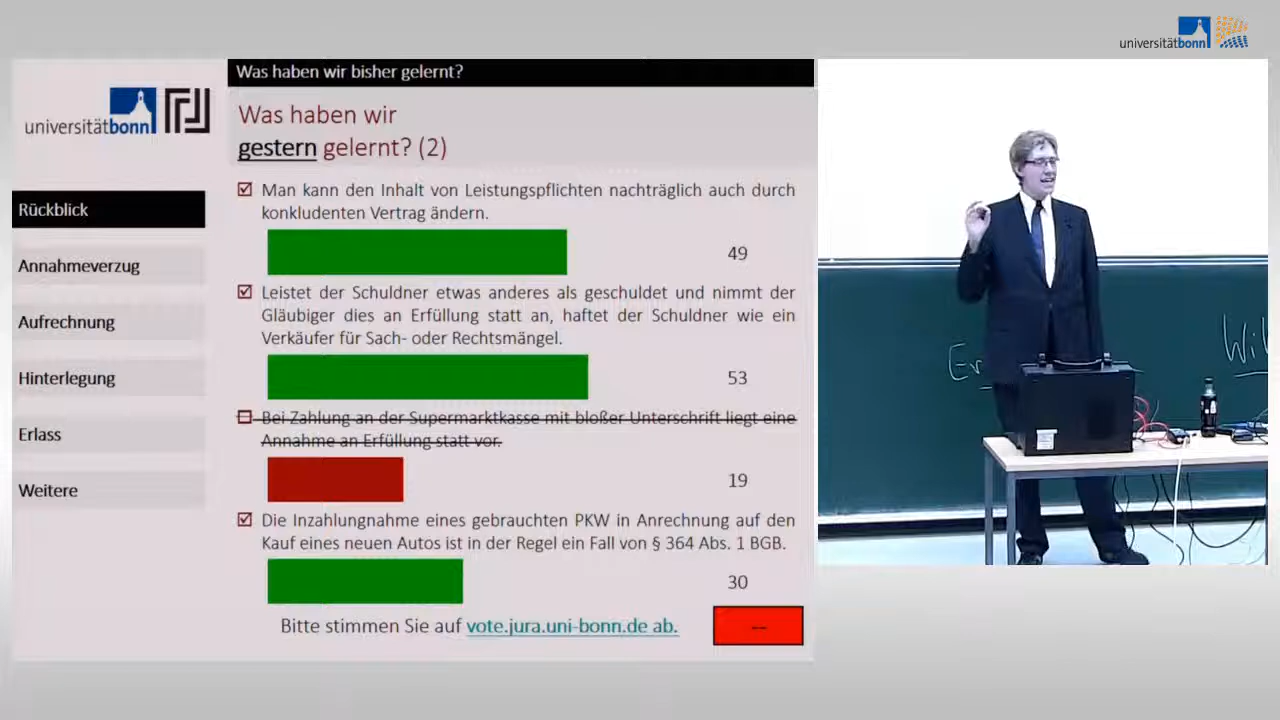 universitätbonn
Was haben wir bisher gelernt?
universitätbonn
Was haben wir
gestern gelernt? (2)
Rückblick
Annahmeverzug
Aufrechnung
Hinterlegung
Erlass
Weitere
Man kann den Inhalt von Leistungspflichten nachträglich auch durch
konkludenten Vertrag ändern.
49
Leistet der Schuldner etwas anderes als geschuldet und nimmt der
Gläubiger dies an Erfüllung statt an, haftet der Schuldner wie ein
Verkäufer für Sach- oder Rechtsmängel.
53
Bei Zahlung an der Supermarktkasse mit bloßer Unterschrift liegt eine
Annahme an Erfüllung statt vor.
19
Die Inzahlungnahme eines gebrauchten PKW in Anrechnung auf den
Kauf eines neuen Autos ist in der Regel ein Fall von § 364 Abs. 1 BGB.
30
Bitte stimmen Sie auf vote.jura.uni-bonn.de ab.
--